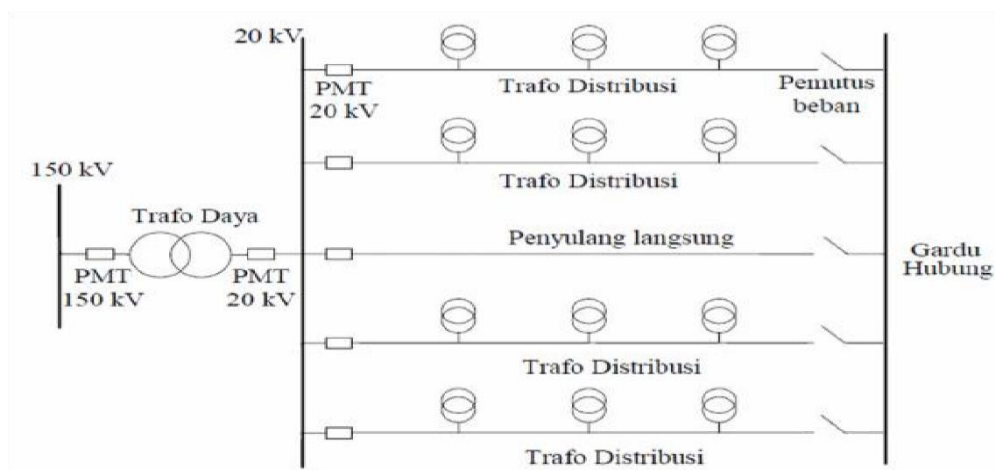 20 kV
PMT
20 kV
Trafo Distribusi
Pemutus
beban
150 kV
Trafo Distribusi
Trafo Daya
PMT
150 kV
PMT
20 kV
Penyulang langsung
Gardu
Hubung
Trafo Distribusi
Trafo Distribusi